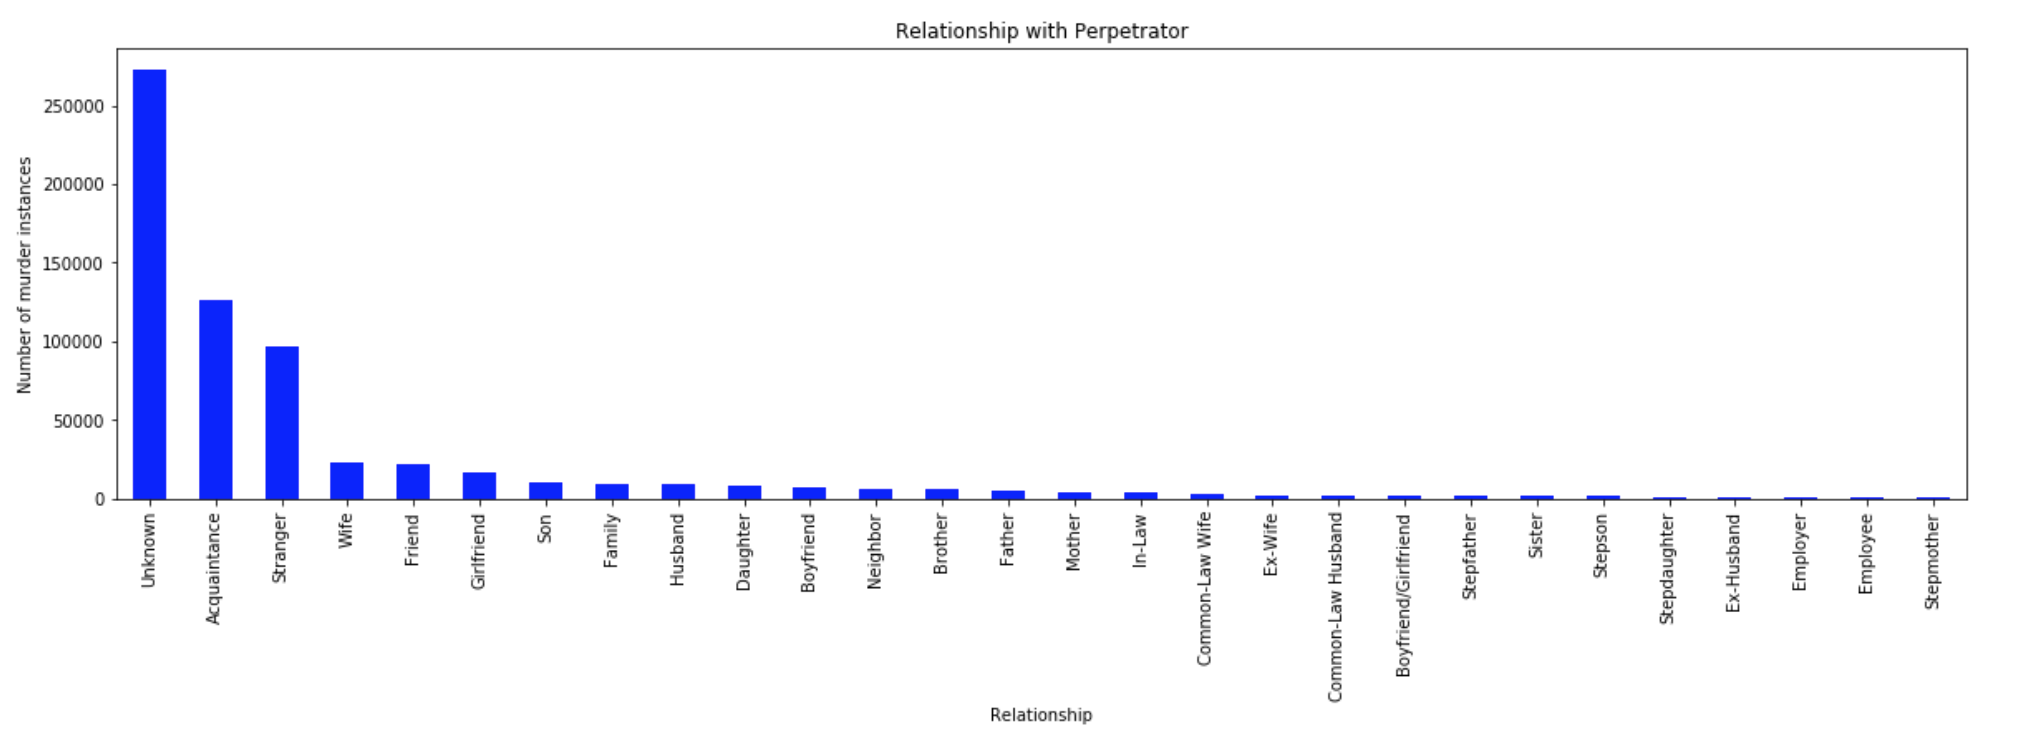 Relationship with Perpetrator
Number of murder instances
250000
200000
150000
100000
50000
0
Unknown
Acquaintance
Stranger
Wife
Friend
Girlfriend
Son
Family
Husband
Daughter
Boyfriend
Neighbor
Brother
Father
Mother
In-Law
Common-Law Wife
Ex-Wife
Common-Law Husband
Boyfriend/Girlfriend
Stepfather
Sister
Stepson
Stepdaughter
Ex-Husband
Employer
Employee
Stepmother
Relationship